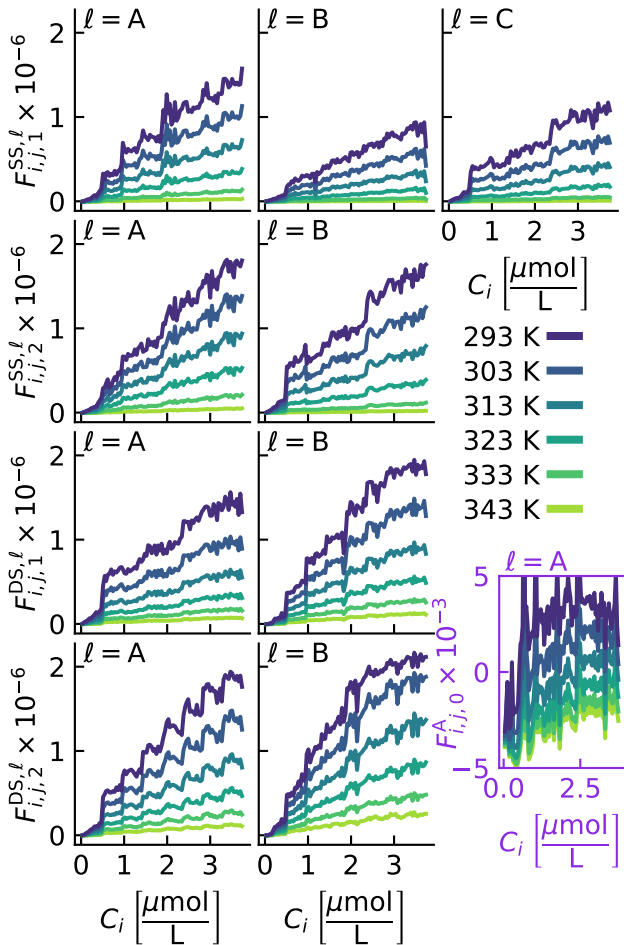 ℓ = A
ℓ = B
ℓ = C
F^{SS,ℓ}_{i,j,1} × 10^{−6}
2
1
0
0 1 2 3
C_i [μmol/L]
F^{SS,ℓ}_{i,j,2} × 10^{−6}
ℓ = A
ℓ = B
2
1
0
293 K
303 K
313 K
323 K
333 K
343 K
F^{DS,ℓ}_{i,j,1} × 10^{−6}
ℓ = A
ℓ = B
2
1
0
F^{DS,ℓ}_{i,j,2} × 10^{−6}
ℓ = A
ℓ = B
2
1
0
0 1 2 3
0 1 2 3
C_i [μmol/L]
C_i [μmol/L]
ℓ = A
F^{A}_{i,j,0} × 10^{−3}
5
0
−5
0.0 2.5
C_i [μmol/L]